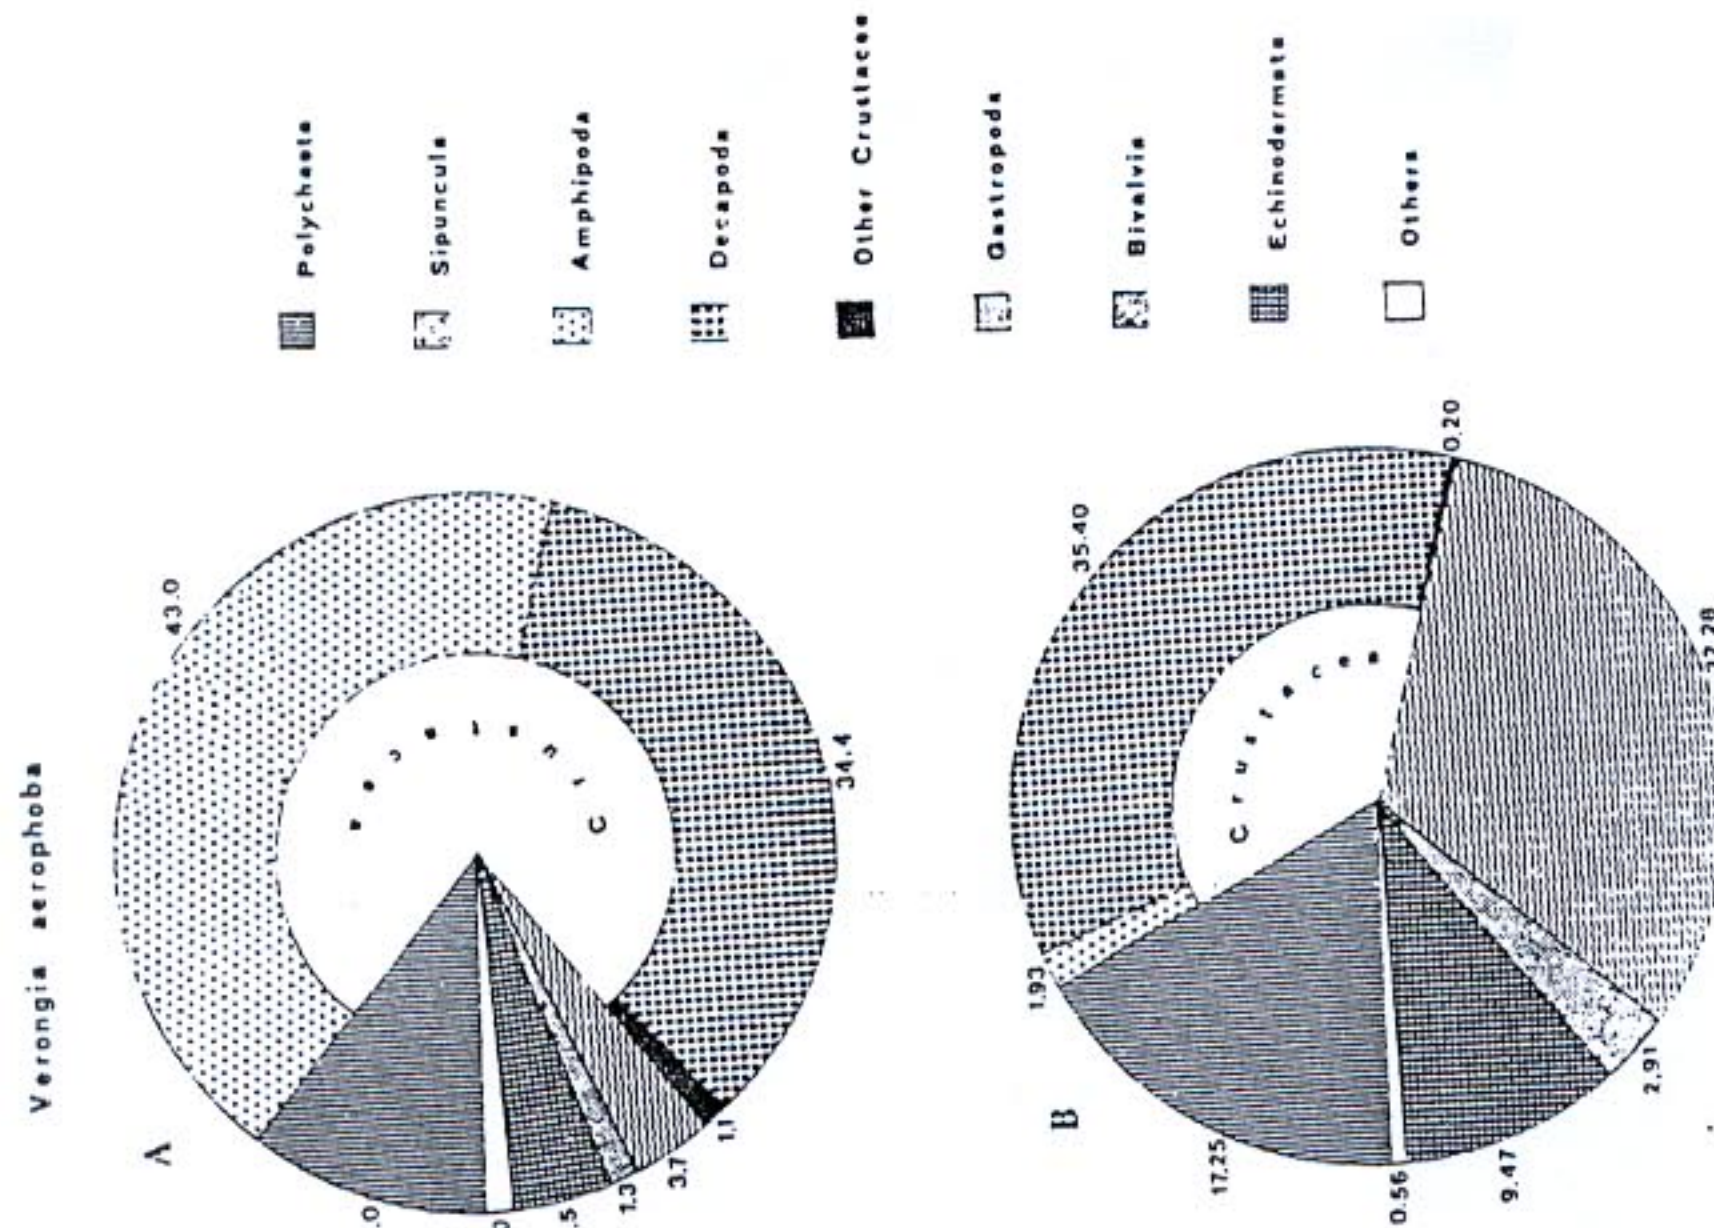 Verongia aerophoba
A
43.0
34.4
1.1
3.7
1.3
Crustacea
B
1.93
35.40
0.20
2.91
9.47
0.56
17.25
Crustacea
Polychaeta
Sipuncula
Amphipoda
Decapoda
Other Crustacea
Gastropoda
Bivalvia
Echinodermata
Others